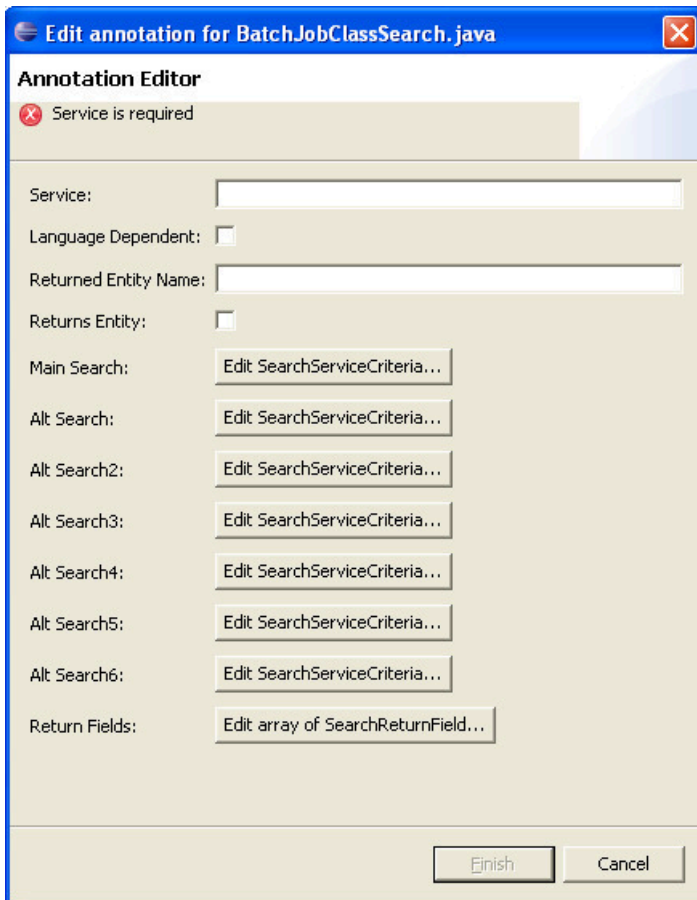 Edit annotation for BatchJobClassSearch.java
Annotation Editor
Service is required
Service:
Language Dependent:
Returned Entity Name:
Returns Entity:
Main Search: Edit SearchServiceCriteria...
Alt Search: Edit SearchServiceCriteria...
Alt Search2: Edit SearchServiceCriteria...
Alt Search3: Edit SearchServiceCriteria...
Alt Search4: Edit SearchServiceCriteria...
Alt Search5: Edit SearchServiceCriteria...
Alt Search6: Edit SearchServiceCriteria...
Return Fields: Edit array of SearchReturnField...
Finish Cancel